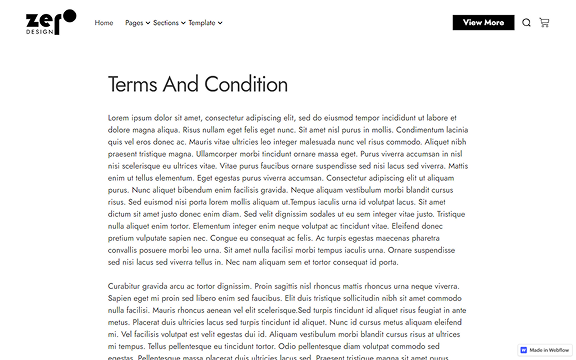 zero
DESIGN
Home Pages Sections Template View More
Terms And Condition
Lorem ipsum dolor sit amet, consectetur adipiscing elit, sed do eiusmod tempor incididunt ut labore et
dolore magna aliqua. Risus nullam eget felis eget nunc. Sit amet nisl purus in mollis. Condimentum lacinia
quis vel eros donec ac. Mauris vitae ultricies leo integer malesuada nunc vel risus commodo. Aliquet nibh
praesent tristique magna. Ullamcorper morbi tincidunt ornare massa eget. Purus viverra accumsan in nisl
nisi scelerisque eu ultrices vitae. Vitae purus faucibus ornare suspendisse sed nisi lacus sed viverra. Mattis
enim ut tellus elementum. Eget egestas purus viverra accumsan. Consectetur adipiscing elit ut aliquam
purus. Nunc aliquet bibendum enim facilisis gravida. Neque aliquam vestibulum morbi blandit cursus
risus. Sed euismod nisi porta lorem mollis aliquam ut.Tempus iaculis urna id volutpat lacus. Sit amet
dictum sit amet justo donec enim diam. Sed velit dignissim sodales ut eu sem integer vitae justo. Tristique
nulla aliquet enim tortor. Elementum integer enim neque volutpat ac tincidunt vitae. Eleifend donec
pretium vulputate sapien nec. Congue eu consequat ac felis. Ac turpis egestas maecenas pharetra
convallis posuere morbi leo urna. Sit amet nulla facilisi morbi tempus iaculis urna. Ornare suspendisse
sed nisi lacus sed viverra tellus in. Nec nam aliquam sem et tortor consequat id porta.
Curabitur gravida arcu ac tortor dignissim. Proin sagittis nisl rhoncus mattis rhoncus urna neque viverra.
Sapien eget mi proin sed libero enim sed faucibus. Elit duis tristique sollicitudin nibh sit amet commodo
nulla facilisi. Mauris rhoncus aenean vel elit scelerisque.Sed turpis tincidunt id aliquet risus feugiat in ante
metus. Placerat duis ultricies lacus sed turpis tincidunt id aliquet. Nunc id cursus metus aliquam eleifend
mi. Vel facilisis volutpat est velit egestas dui id. Aliquam vestibulum morbi blandit cursus risus at ultrices
mi tempus. Tellus pellentesque eu tincidunt tortor. Pellentesque diam volutpat commodo sed
egestas. Pellentesque massa placerat duis ultricies lacus sed. Tristique magna sit amet purus
Made in Webflow